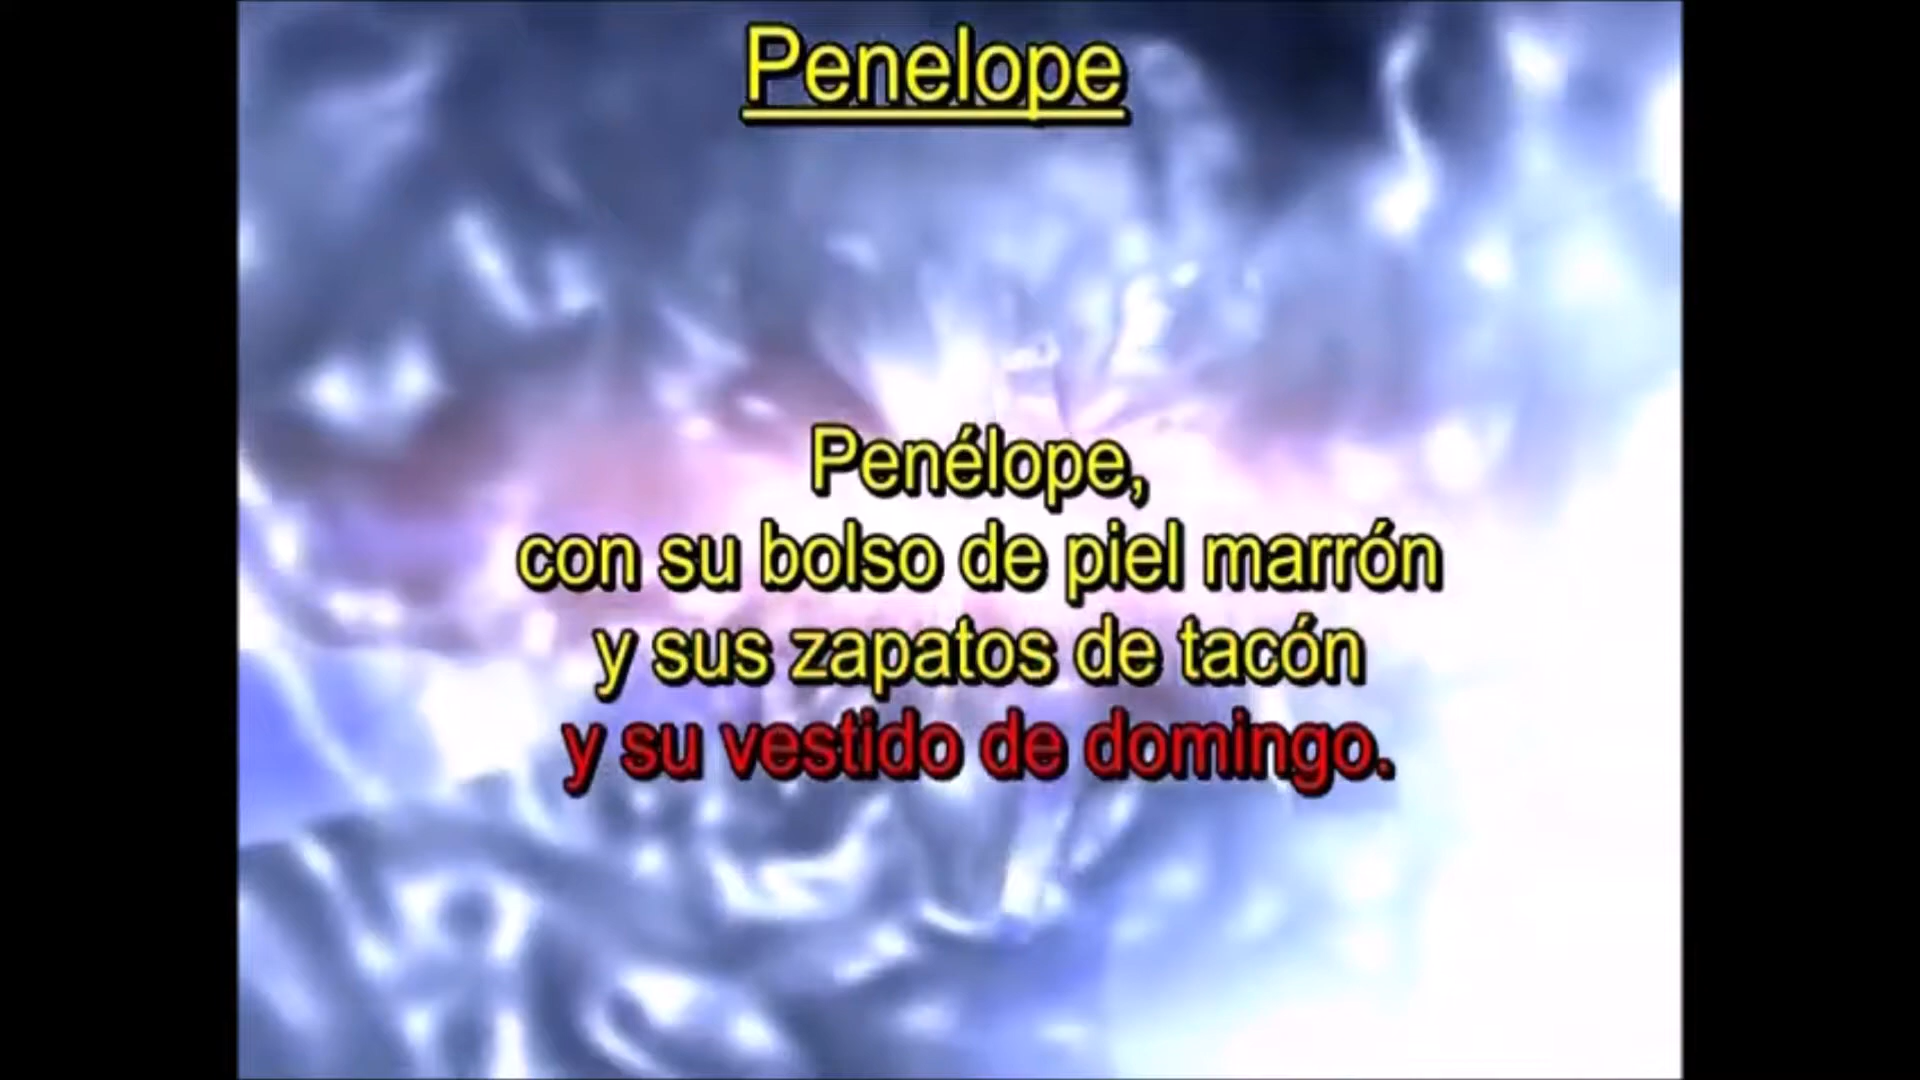 Penelope
Penélope,
con su bolso de piel marrón
y sus zapatos de tacón
y su vestido de domingo.